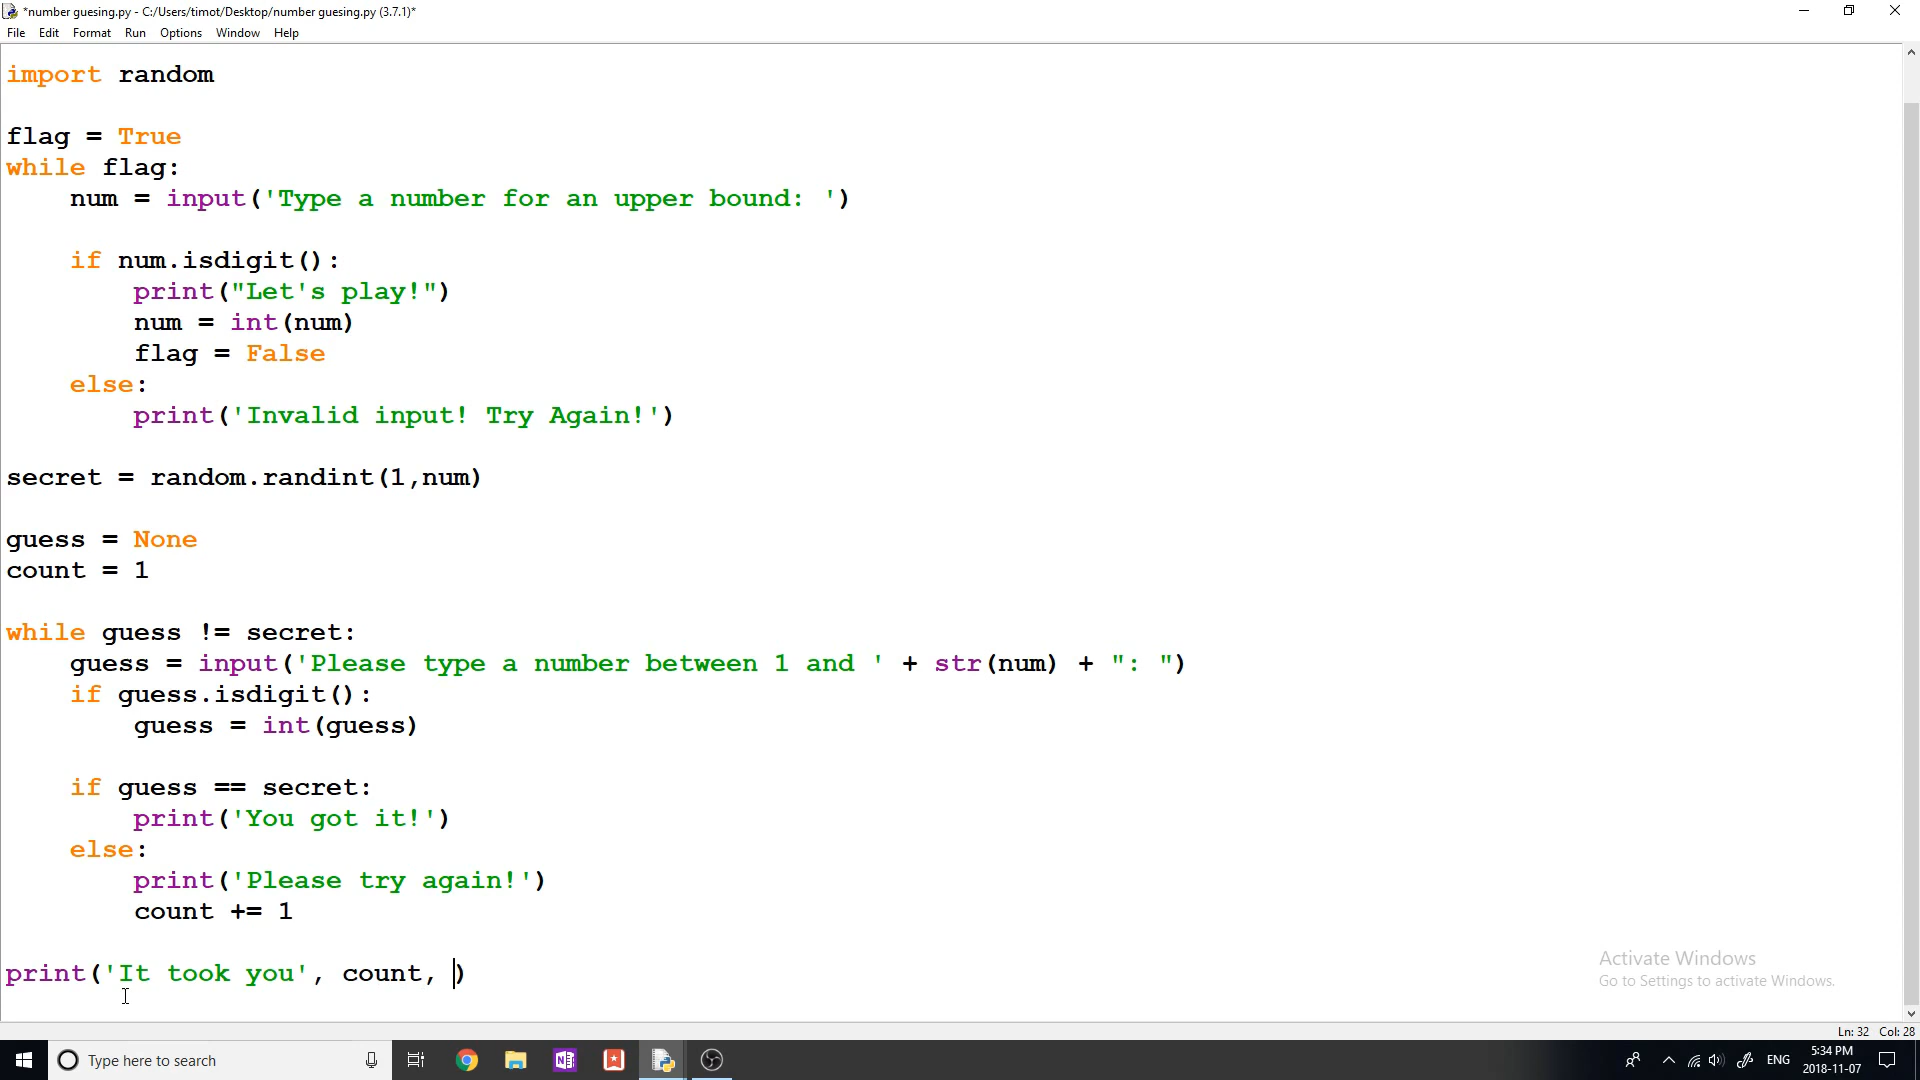 *number guesing.py - C:/Users/timot/Desktop/number guesing.py (3.7.1)*
File Edit Format Run Options Window Help
import random
flag = True
while flag:
    num = input('Type a number for an upper bound: ')
    if num.isdigit():
        print("Let's play!")
        num = int(num)
        flag = False
    else:
        print('Invalid input! Try Again!')
secret = random.randint(1,num)
guess = None
count = 1
while guess != secret:
    guess = input('Please type a number between 1 and ' + str(num) + ": ")
    if guess.isdigit():
        guess = int(guess)
    if guess == secret:
        print('You got it!')
    else:
        print('Please try again!')
        count += 1
print('It took you', count, )
Activate Windows
Go to Settings to activate Windows.
Ln: 32 Col: 28
Type here to search
ENG
5:34 PM
2018-11-07